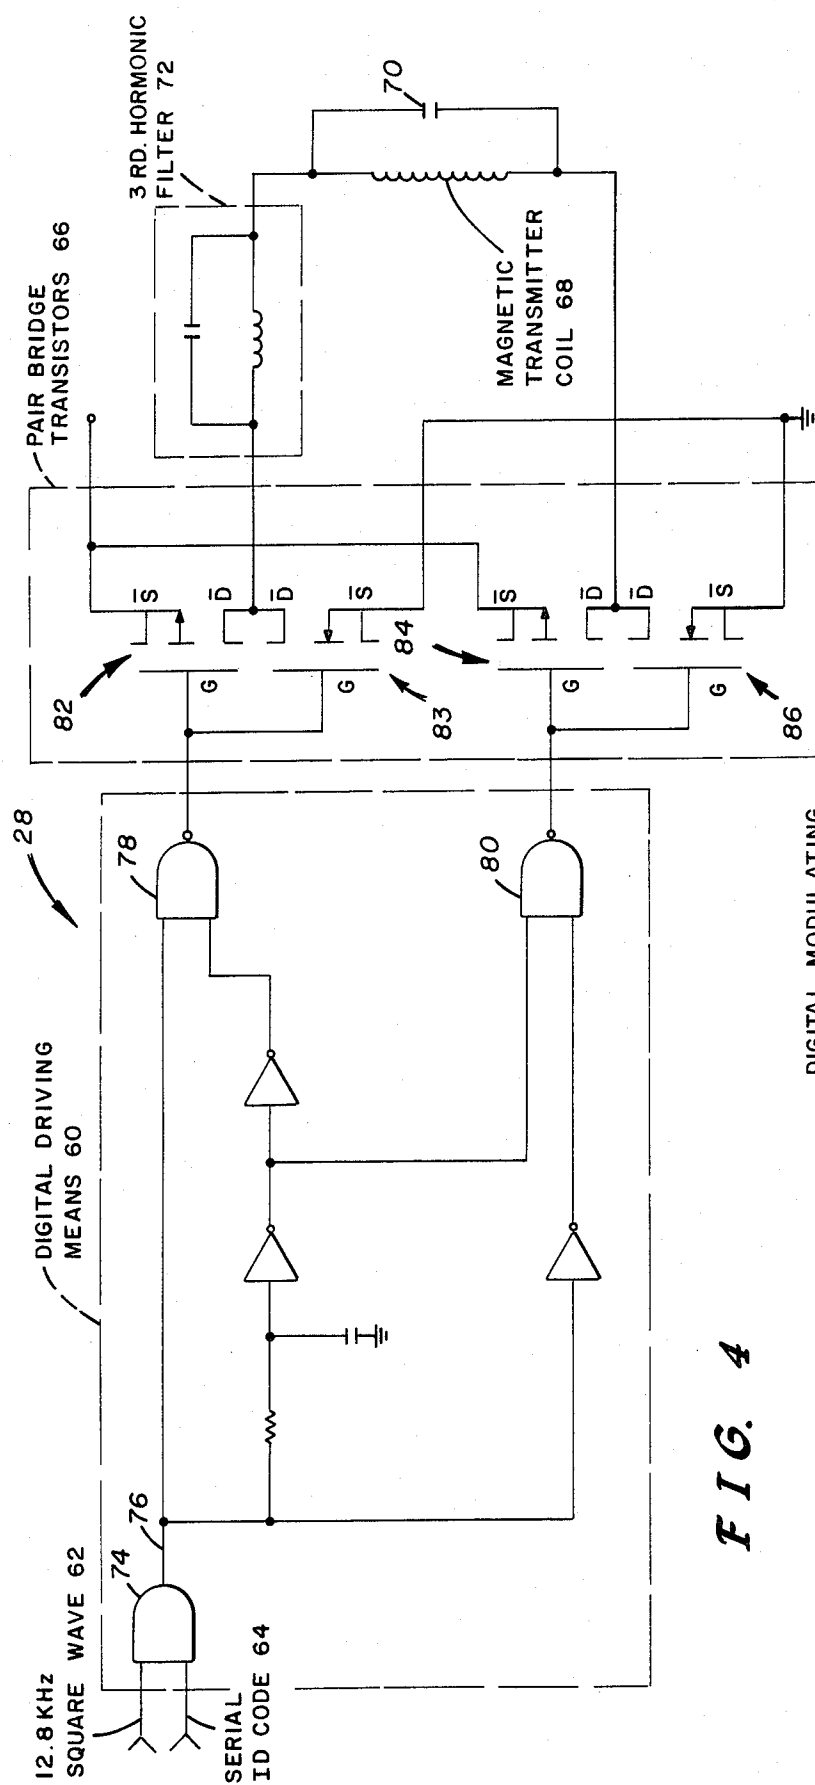 12.8 KHz
SQUARE WAVE 62
SERIAL
ID CODE 64
74
76
DIGITAL DRIVING
MEANS 60
28
78
80
PAIR BRIDGE
TRANSISTORS 66
82
83
84
86
G
G
G
G
S
D
D
S
S
D
D
S
3 RD. HORMONIC
FILTER 72
70
MAGNETIC
TRANSMITTER
COIL 68
FIG. 4
DIGITAL MODULATING